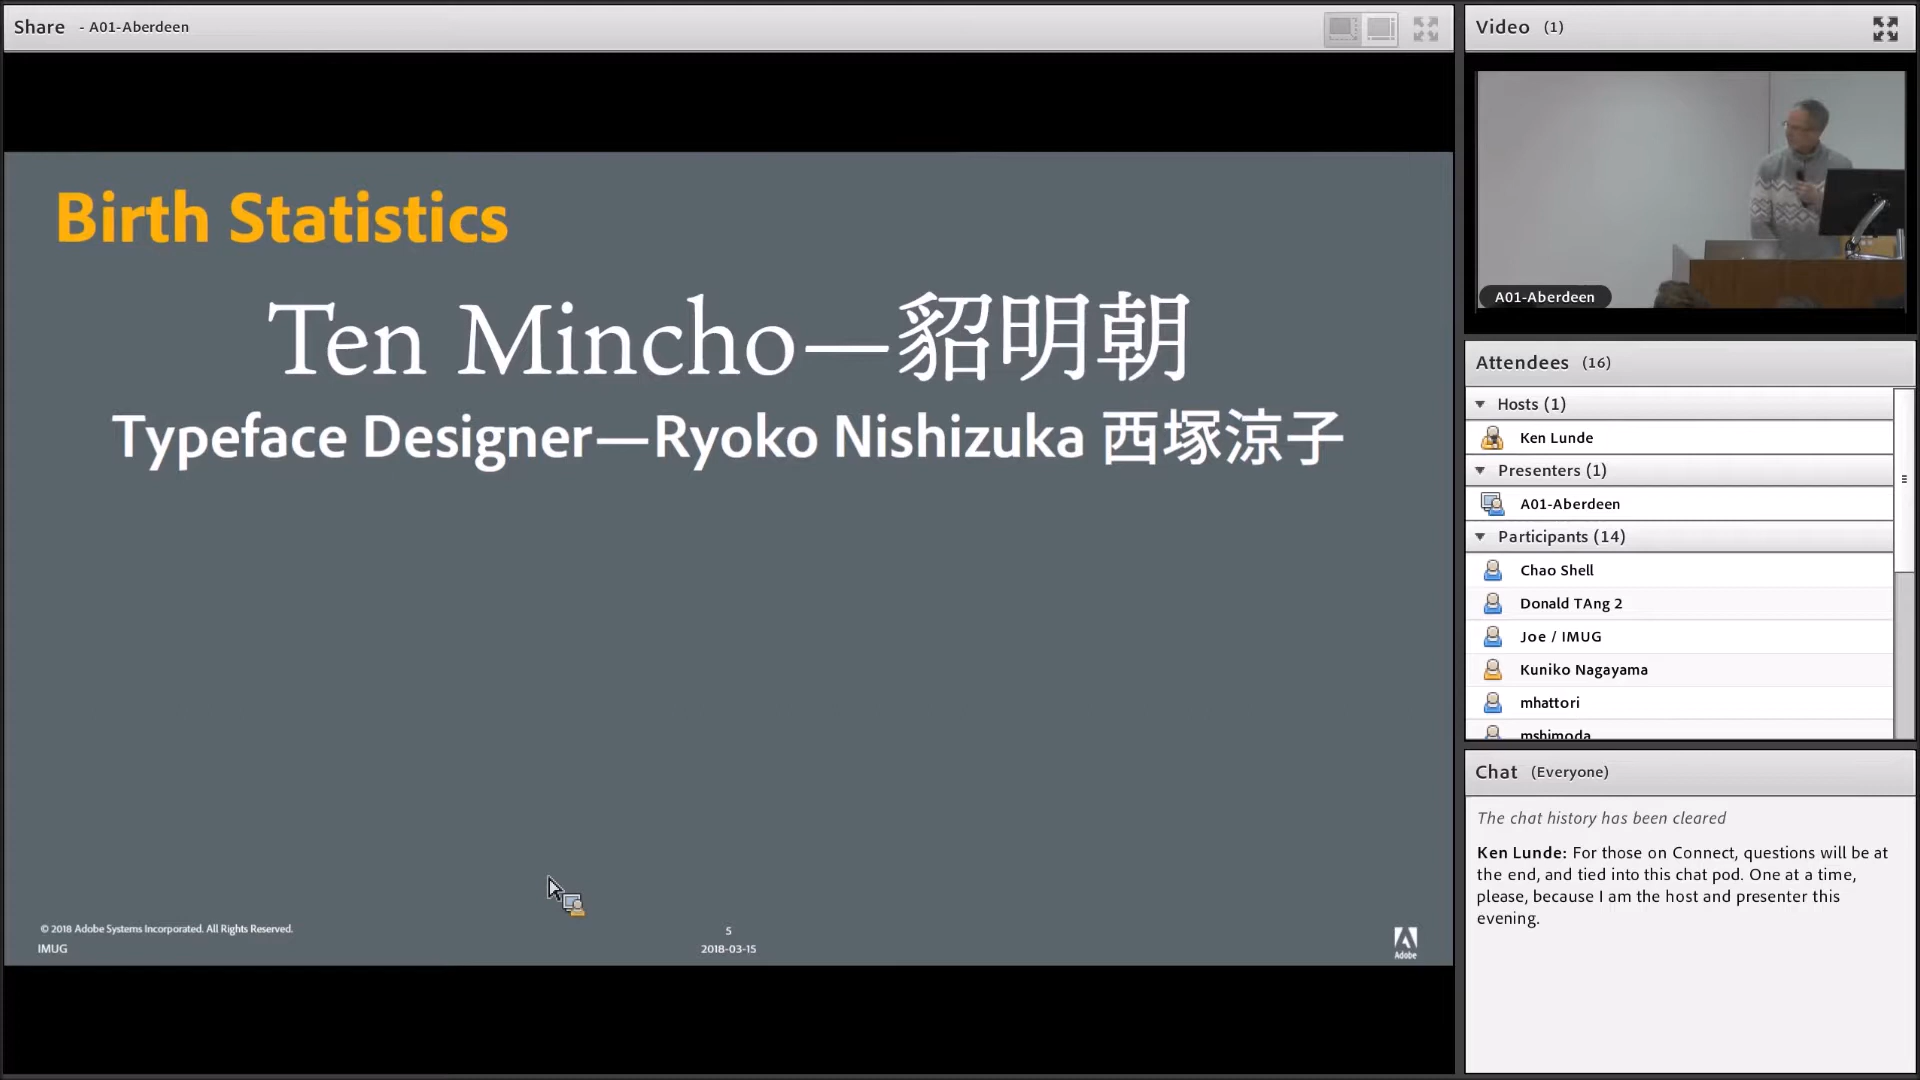 Share - A01-Aberdeen
Birth Statistics
Ten Mincho—貂明朝
Typeface Designer—Ryoko Nishizuka 西塚涼子
© 2018 Adobe Systems Incorporated. All Rights Reserved.
IMUG
5
2018-03-15
Adobe
Video (1)
A01-Aberdeen
Attendees (16)
Hosts (1)
Ken Lunde
Presenters (1)
A01-Aberdeen
Participants (14)
Chao Shell
Donald TAng 2
Joe / IMUG
Kuniko Nagayama
mhattori
mshimoda
Chat (Everyone)
The chat history has been cleared
Ken Lunde: For those on Connect, questions will be at
the end, and tied into this chat pod. One at a time,
please, because I am the host and presenter this
evening.